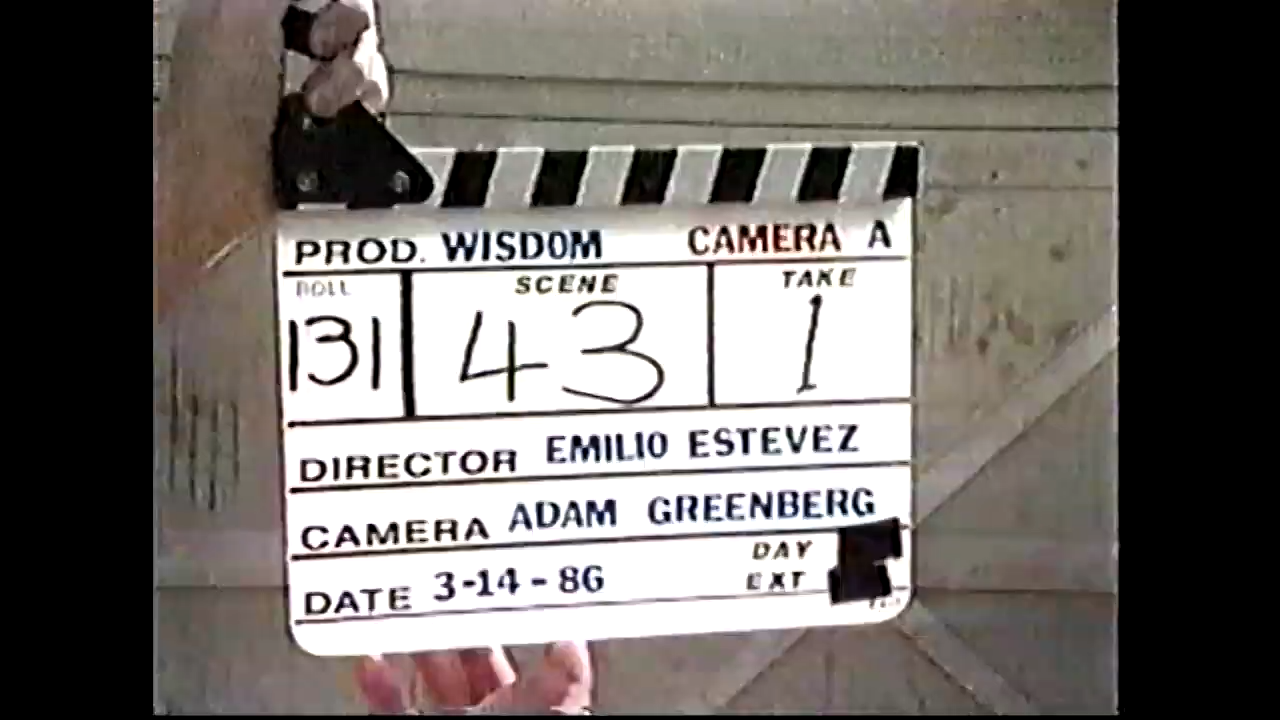 PROD. WISDOM CAMERA A
ROLL SCENE TAKE
131 43 1
DIRECTOR EMILIO ESTEVEZ
CAMERA ADAM GREENBERG
DAY
DATE 3-14-86 EXT